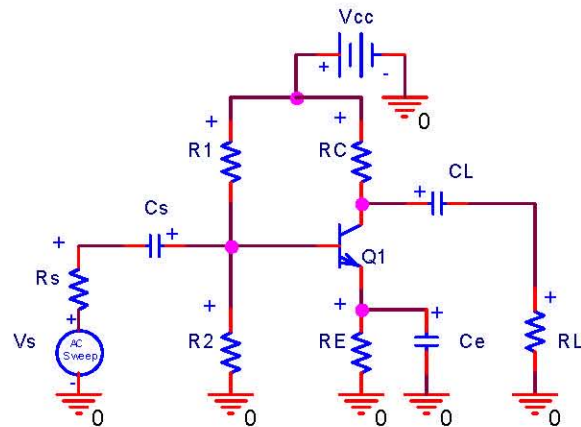 Vcc
+ -
+ +
0
R1 RC
CL
+
Cs
+ +
Rs
Q1
+
+ + +
Vs AC
Sweep
R2 RE Ce RL
-
0 0 0 0 0